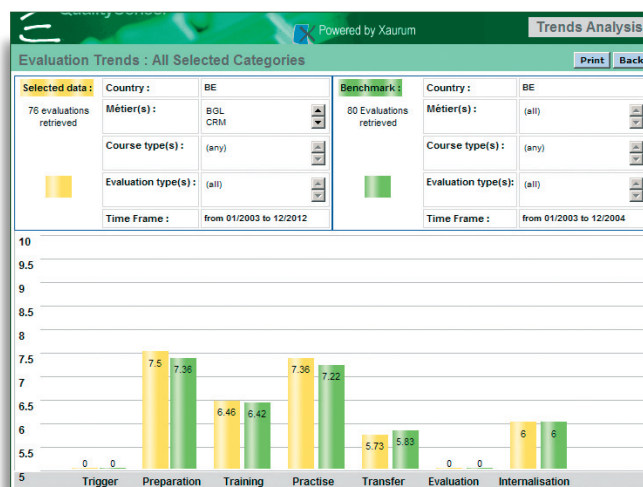 QualitySensor
Powered by Xaurum
Trends Analysis
Evaluation Trends : All Selected Categories
Print Back
Selected data : Country : BE
76 evaluations retrieved
Métier(s) : BGL
CRM
Course type(s) : (any)
Evaluation type(s) : (all)
Time Frame : from 01/2003 to 12/2012
Benchmark : Country : BE
80 Evaluations retrieved
Métier(s) : (all)
Course type(s) : (any)
Evaluation type(s): (all)
Time Frame : from 01/2003 to 12/2004
10
9.5
9
8.5
8
7.5
7
6.5
6
5.5
5
0 0
7.5 7.36
6.46 6.42
7.36 7.22
5.73 5.83
0 0
6 6
Trigger Preparation Training Practise Transfer Evaluation Internalisation